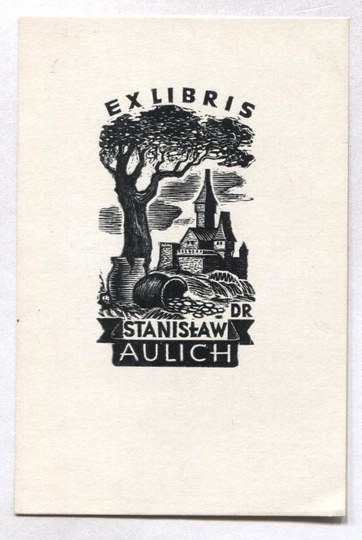 EX LIBRIS
DR
STANISŁAW
AULICH